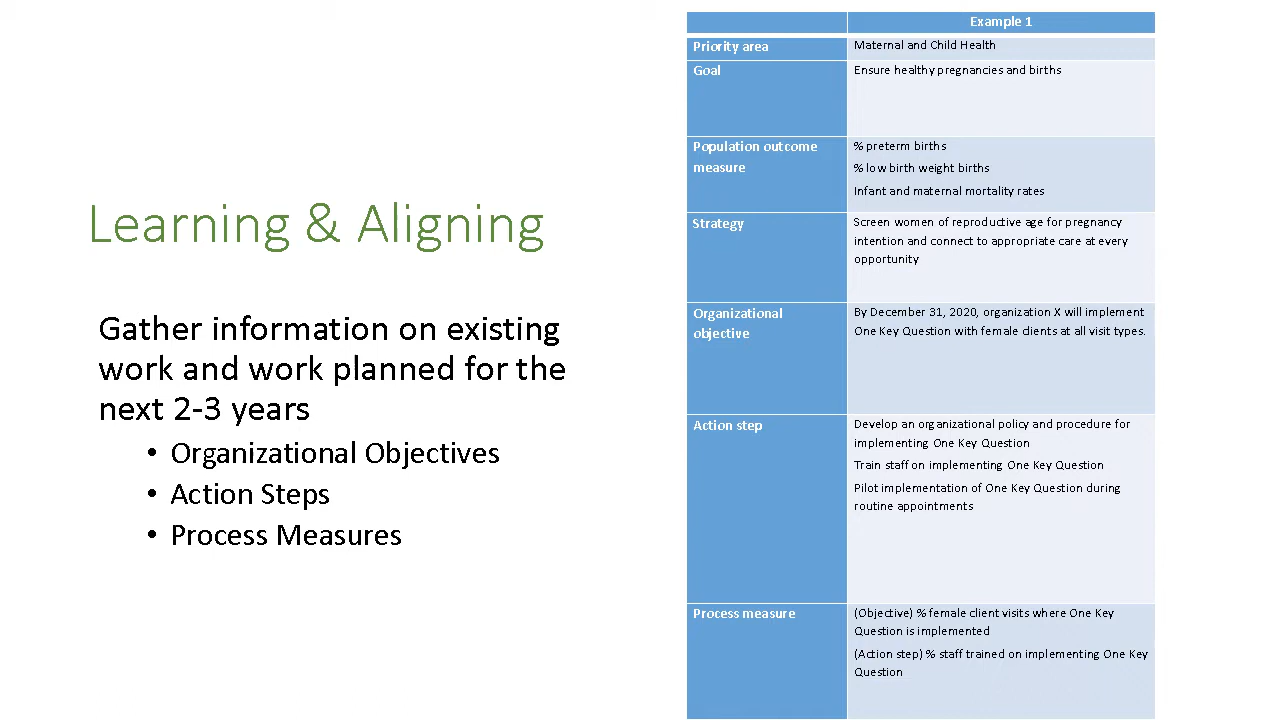 Learning & Aligning
Gather information on existing
work and work planned for the
next 2-3 years
• Organizational Objectives
• Action Steps
• Process Measures
Example 1
Priority area
Maternal and Child Health
Goal
Ensure healthy pregnancies and births
Population outcome
measure
% preterm births
% low birth weight births
Infant and maternal mortality rates
Strategy
Screen women of reproductive age for pregnancy
intention and connect to appropriate care at every
opportunity
Organizational
objective
By December 31, 2020, organization X will implement
One Key Question with female clients at all visit types.
Action step
Develop an organizational policy and procedure for
implementing One Key Question
Train staff on implementing One Key Question
Pilot implementation of One Key Question during
routine appointments
Process measure
(Objective) % female client visits where One Key
Question is implemented
(Action step) % staff trained on implementing One Key
Question